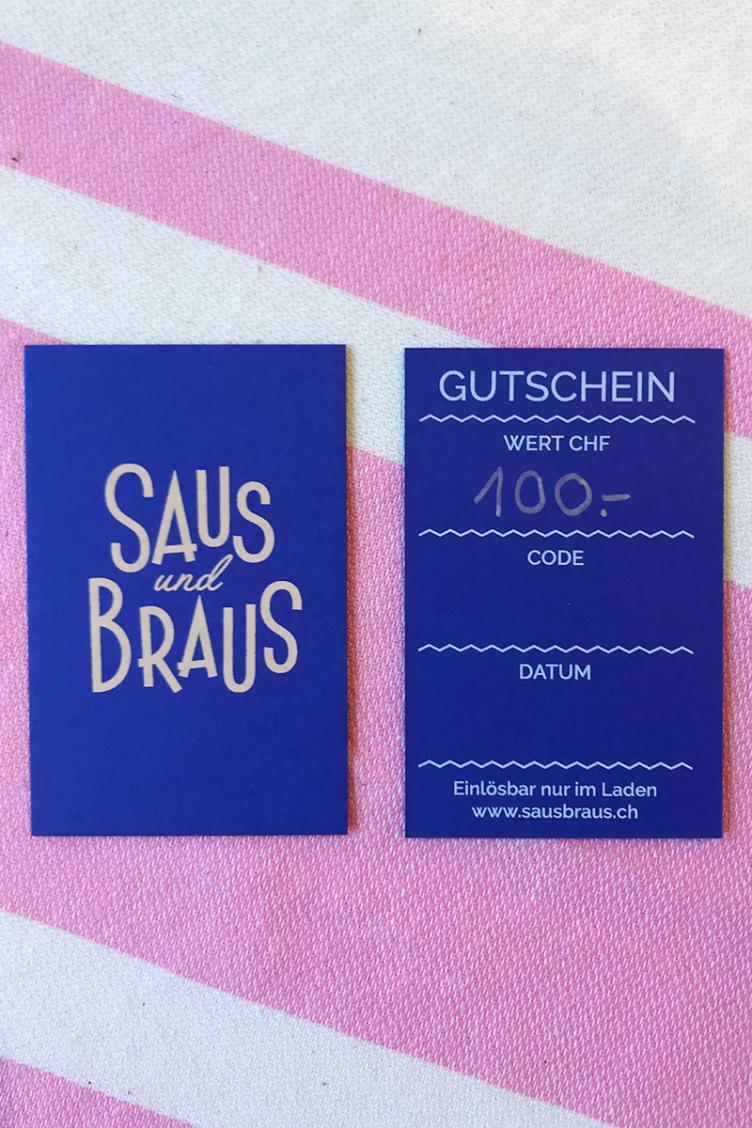 SAUS
und
BRAUS
GUTSCHEIN
WERT CHF
100.-
CODE
DATUM
Einlösbar nur im Laden
www.sausbraus.ch